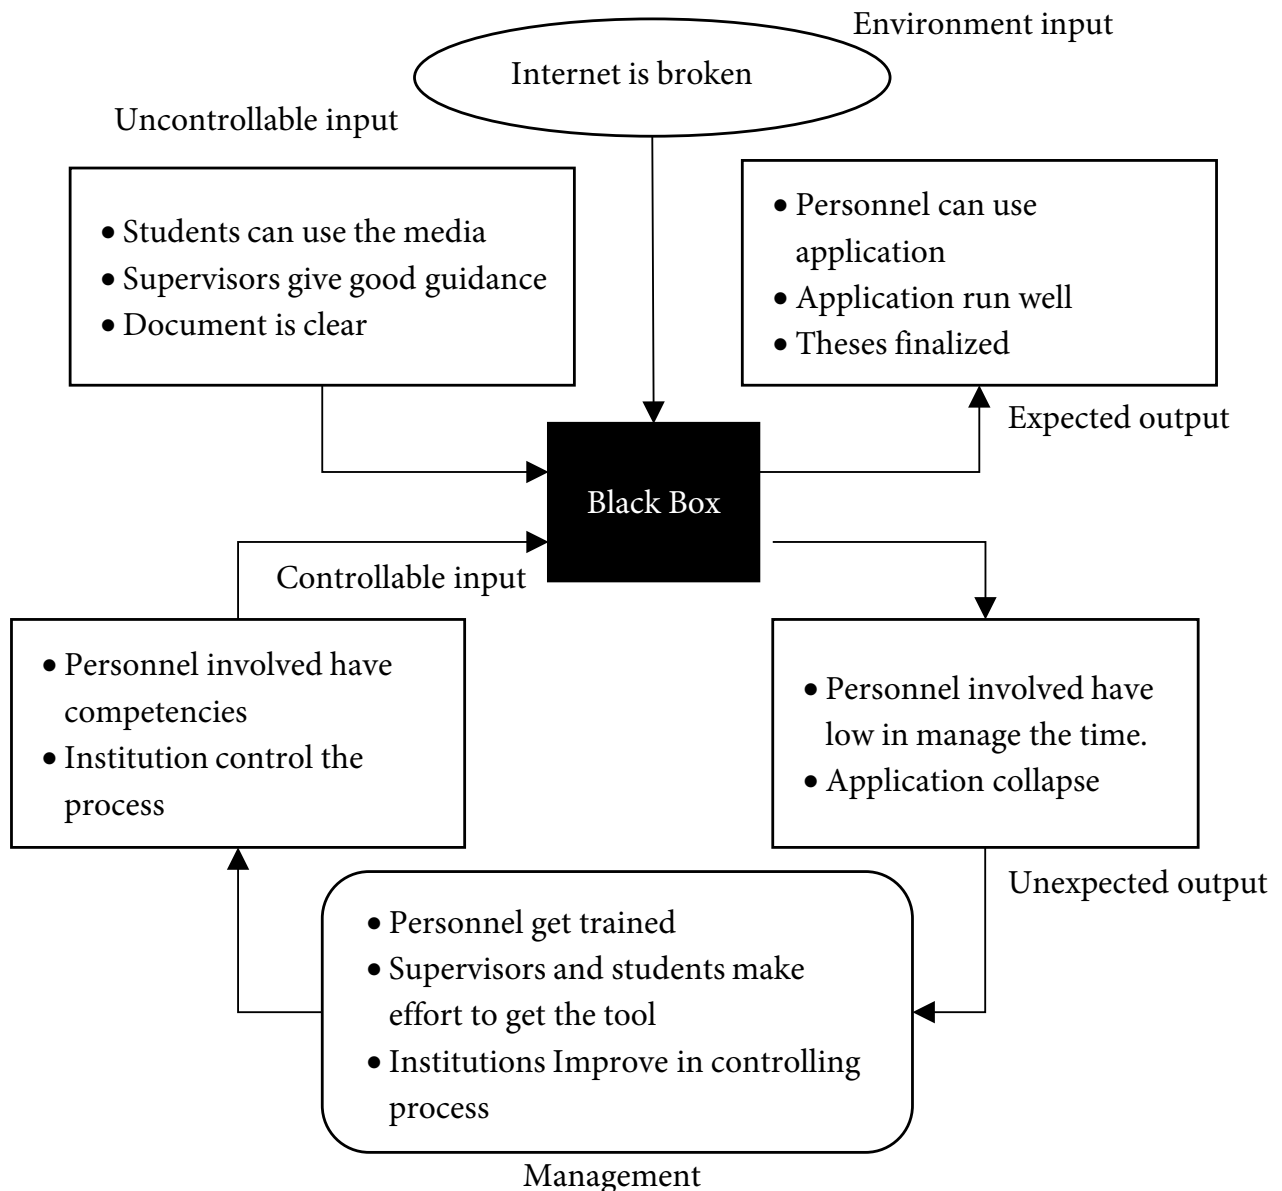 Environment input
Internet is broken
Uncontrollable input
• Students can use the media
• Supervisors give good guidance
• Document is clear
• Personnel can use
application
• Application run well
• Theses finalized
Expected output
Black Box
Controllable input
• Personnel involved have
competencies
• Institution control the
process
• Personnel involved have
low in manage the time.
• Application collapse
Unexpected output
• Personnel get trained
• Supervisors and students make
effort to get the tool
• Institutions Improve in controlling
process
Management